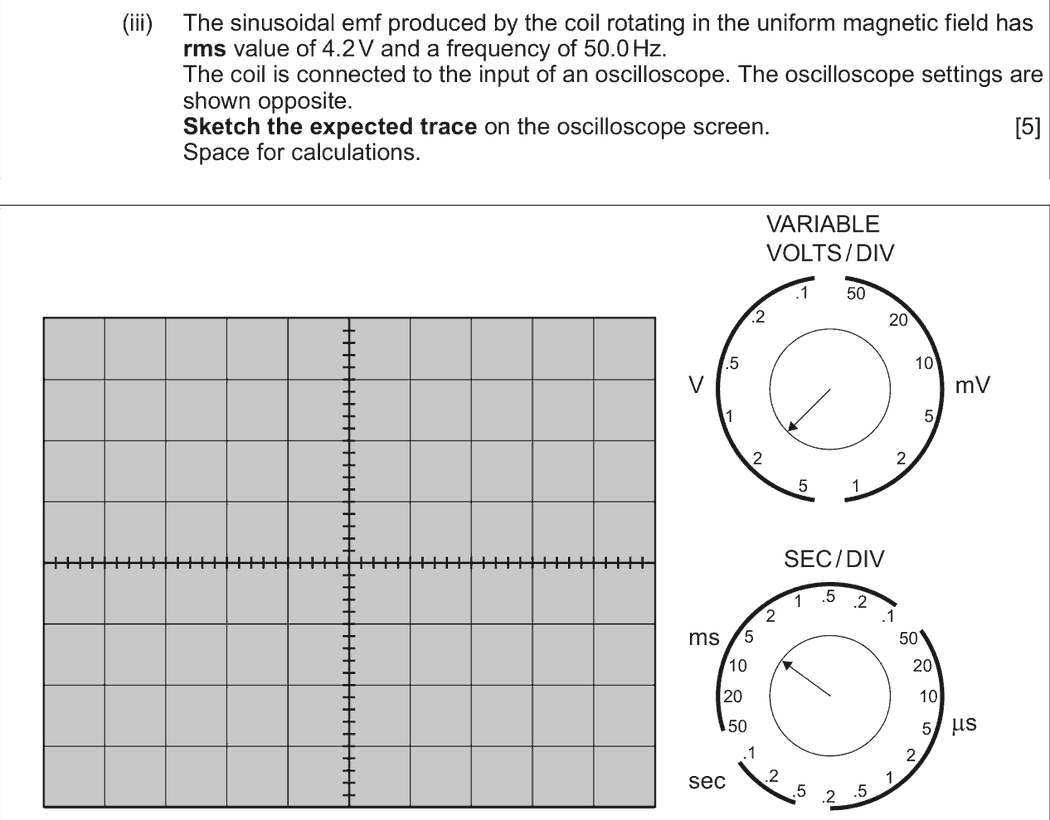 (iii) The sinusoidal emf produced by the coil rotating in the uniform magnetic field has
rms value of 4.2 V and a frequency of 50.0 Hz.
The coil is connected to the input of an oscilloscope. The oscilloscope settings are
shown opposite.
Sketch the expected trace on the oscilloscope screen. [5]
Space for calculations.
VARIABLE
VOLTS / DIV
.1 50
.2 20
.5 10
V mV
1 5
2 2
5 1
SEC / DIV
.5
1 .2
2 .1
ms 5 50
10 20
20 10
50 5 µs
.1 2
sec .2 1
.5 .2 .5